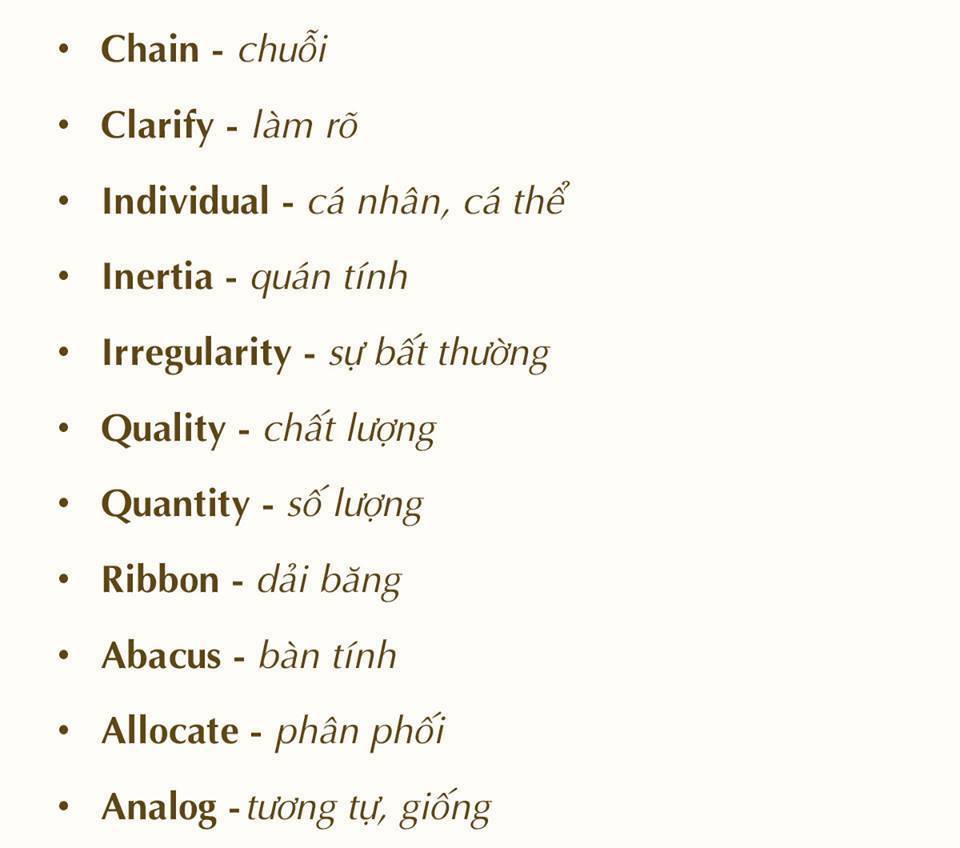 • Chain - chuỗi
• Clarify - làm rõ
• Individual - cá nhân, cá thể
• Inertia - quán tính
• Irregularity - sự bất thường
• Quality - chất lượng
• Quantity - số lượng
• Ribbon - dải băng
• Abacus - bàn tính
• Allocate - phân phối
• Analog -tương tự, giống